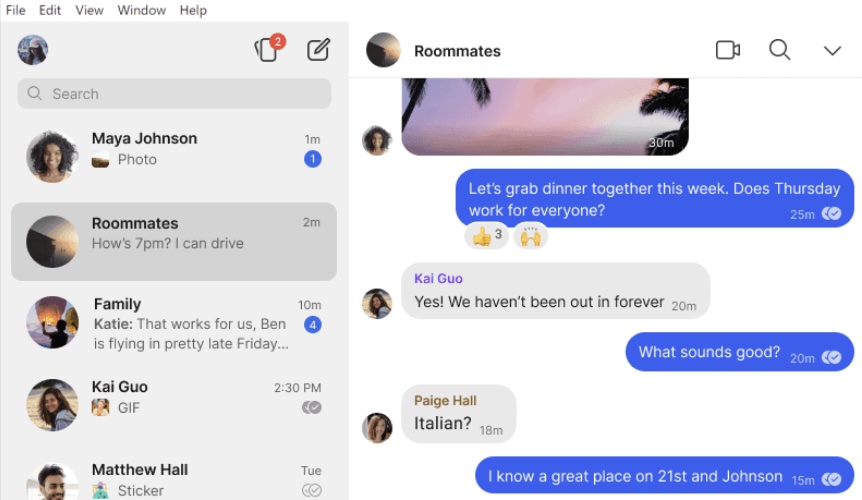 File Edit View Window Help
2
Search
Maya Johnson 1m
Photo 1
Roommates 2m
How's 7pm? I can drive
Family 10m
Katie: That works for us, Ben 4
is flying in pretty late Friday...
Kai Guo 2:30 PM
GIF
Matthew Hall Tue
Sticker
Roommates
30m
Let's grab dinner together this week. Does Thursday
work for everyone? 25m
👍 3 🙌
Kai Guo
Yes! We haven't been out in forever 20m
What sounds good? 20m
Paige Hall
Italian? 18m
I know a great place on 21st and Johnson 15m